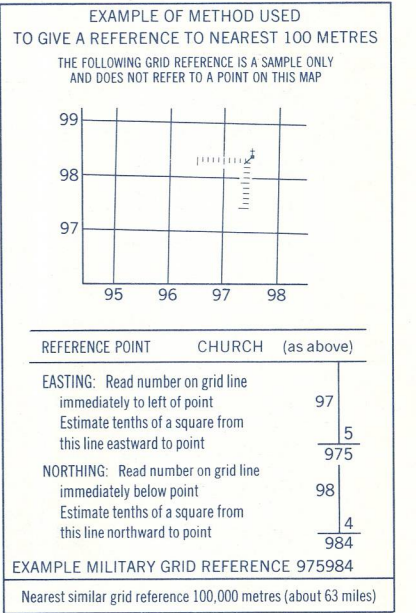 EXAMPLE OF METHOD USED
TO GIVE A REFERENCE TO NEAREST 100 METRES
THE FOLLOWING GRID REFERENCE IS A SAMPLE ONLY
AND DOES NOT REFER TO A POINT ON THIS MAP
99
98
97
95 96 97 98
REFERENCE POINT CHURCH (as above)
EASTING: Read number on grid line
immediately to left of point 97
Estimate tenths of a square from
this line eastward to point 5
975
NORTHING: Read number on grid line
immediately below point 98
Estimate tenths of a square from
this line northward to point 4
984
EXAMPLE MILITARY GRID REFERENCE 975984
Nearest similar grid reference 100,000 metres (about 63 miles)